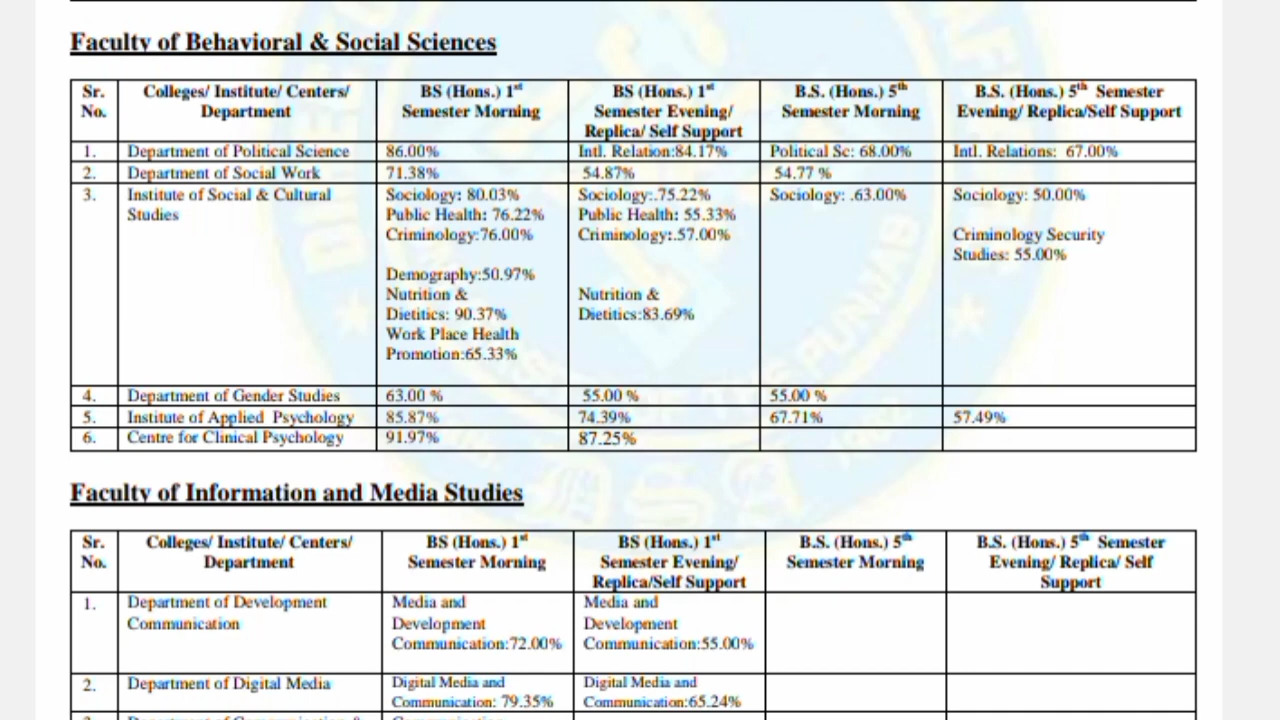 Faculty of Behavioral & Social Sciences
Sr. No. Colleges/ Institute/ Centers/ Department BS (Hons.) 1st Semester Morning BS (Hons.) 1st Semester Evening/ Replica/ Self Support B.S. (Hons.) 5th Semester Morning B.S. (Hons.) 5th Semester Evening/ Replica/Self Support
1. Department of Political Science 86.00% Intl. Relation:84.17% Political Sc: 68.00% Intl. Relations: 67.00%
2. Department of Social Work 71.38% 54.87% 54.77 %
3. Institute of Social & Cultural Sociology: 80.03% Sociology:.75.22% Sociology: .63.00% Sociology: 50.00%
Studies Public Health: 76.22% Public Health: 55.33%
Criminology:76.00% Criminology:.57.00% Criminology Security
Studies: 55.00%
Demography:50.97%
Nutrition & Nutrition &
Dietitics: 90.37% Dietitics:83.69%
Work Place Health
Promotion:65.33%
4. Department of Gender Studies 63.00 % 55.00 % 55.00 %
5. Institute of Applied Psychology 85.87% 74.39% 67.71% 57.49%
6. Centre for Clinical Psychology 91.97% 87.25%
Faculty of Information and Media Studies
Sr. No. Colleges/ Institute/ Centers/ Department BS (Hons.) 1st Semester Morning BS (Hons.) 1st Semester Evening/ Replica/Self Support B.S. (Hons.) 5th Semester Morning B.S. (Hons.) 5th Semester Evening/ Replica/ Self Support
1. Department of Development Media and Media and
Communication Development Development
Communication:72.00% Communication:55.00%
2. Department of Digital Media Digital Media and Digital Media and
Communication: 79.35% Communication:65.24%